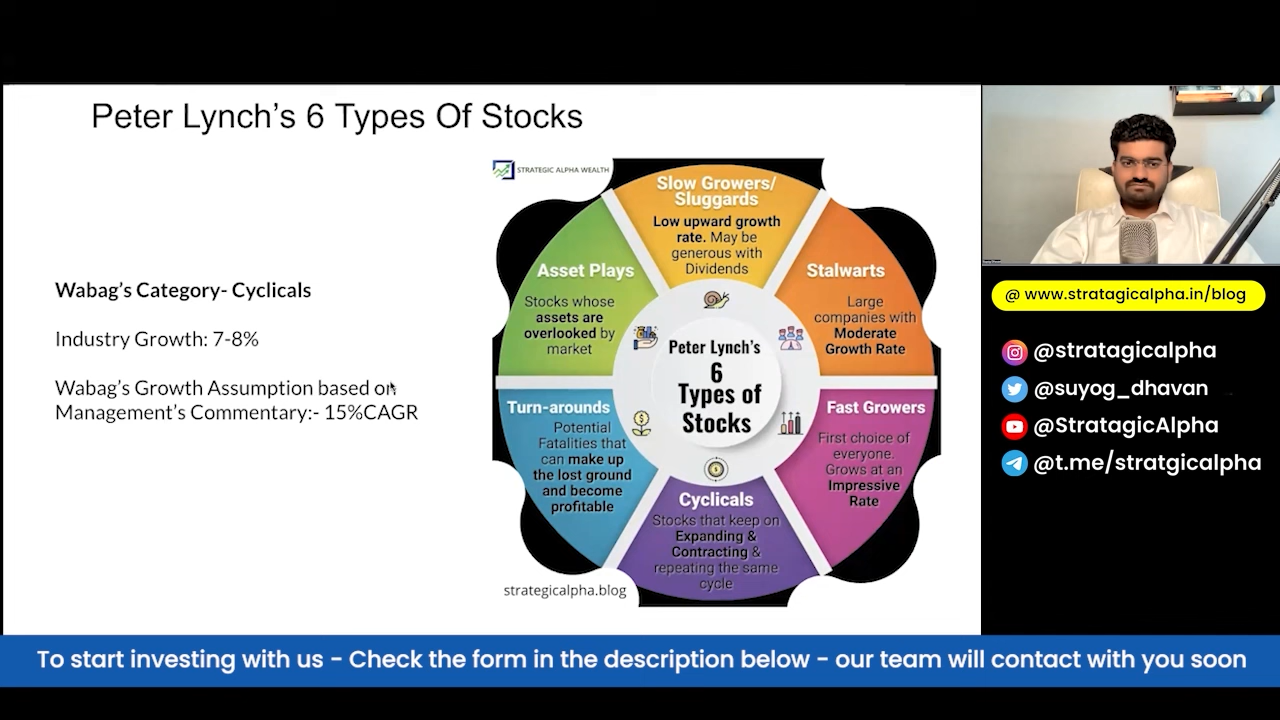 Peter Lynch's 6 Types Of Stocks
Wabag's Category- Cyclicals
Industry Growth: 7-8%
Wabag's Growth Assumption based on
Management's Commentary:- 15%CAGR
STRATEGIC ALPHA WEALTH
Slow Growers/
Sluggards
Low upward growth
rate. May be
generous with
Dividends
Asset Plays
Stocks whose
assets are
overlooked by
market
Stalwarts
Large
companies with
Moderate
Growth Rate
Peter Lynch's
6
Types of
Stocks
Turn-arounds
Potential
Fatalities that
can make up
the lost ground
and become
profitable
Fast Growers
First choice of
everyone.
Grows at an
Impressive
Rate
Cyclicals
Stocks that keep on
Expanding &
Contracting &
repeating the same
cycle
strategicalpha.blog
@ www.stratagicalpha.in/blog
@stratagicalpha
@suyog_dhavan
@StratagicAlpha
@t.me/stratgicalpha
To start investing with us - Check the form in the description below - our team will contact with you soon